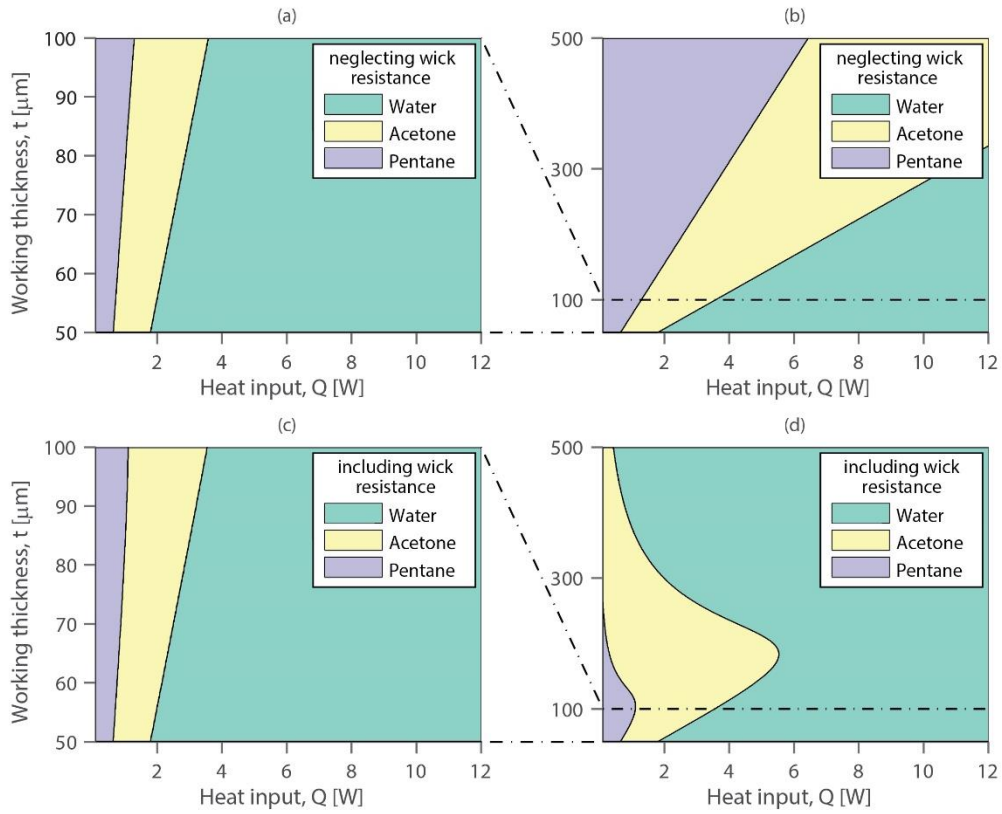 (a)
Working thickness, t [μm]
100
90
80
70
60
50
neglecting wick
resistance
Water
Acetone
Pentane
2 4 6 8 10 12
Heat input, Q [W]
(b)
500
300
100
neglecting wick
resistance
Water
Acetone
Pentane
2 4 6 8 10 12
Heat input, Q [W]
(c)
Working thickness, t [μm]
100
90
80
70
60
50
including wick
resistance
Water
Acetone
Pentane
2 4 6 8 10 12
Heat input, Q [W]
(d)
500
300
100
including wick
resistance
Water
Acetone
Pentane
2 4 6 8 10 12
Heat input, Q [W]